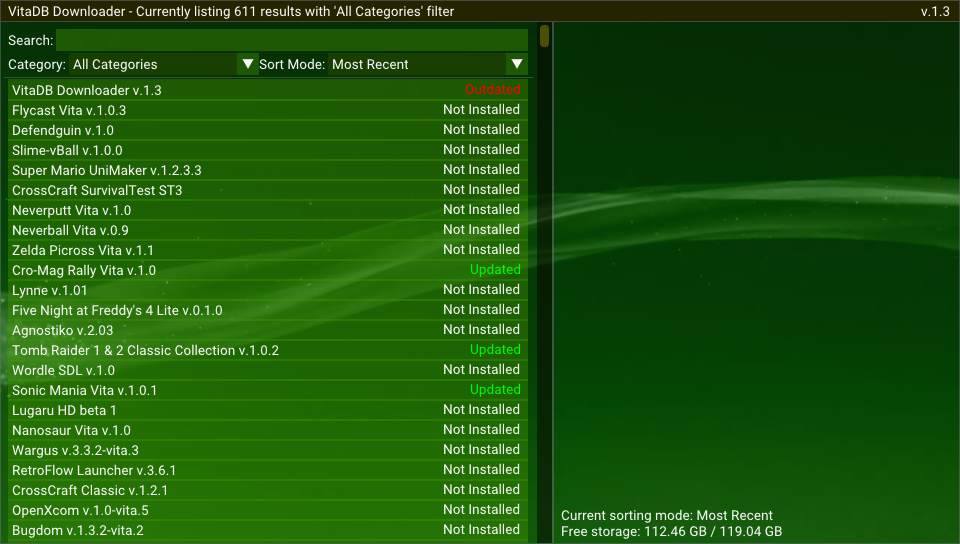 VitaDB Downloader - Currently listing 611 results with 'All Categories' filter v.1.3
Search:
Category: All Categories Sort Mode: Most Recent
VitaDB Downloader v.1.3 Outdated
Flycast Vita v.1.0.3 Not Installed
Defendguin v.1.0 Not Installed
Slime-vBall v.1.0.0 Not Installed
Super Mario UniMaker v.1.2.3.3 Not Installed
CrossCraft SurvivalTest ST3 Not Installed
Neverputt Vita v.1.0 Not Installed
Neverball Vita v.0.9 Not Installed
Zelda Picross Vita v.1.1 Not Installed
Cro-Mag Rally Vita v.1.0 Updated
Lynne v.1.01 Not Installed
Five Night at Freddy's 4 Lite v.0.1.0 Not Installed
Agnostiko v.2.03 Not Installed
Tomb Raider 1 & 2 Classic Collection v.1.0.2 Updated
Wordle SDL v.1.0 Not Installed
Sonic Mania Vita v.1.0.1 Updated
Lugaru HD beta 1 Not Installed
Nanosaur Vita v.1.0 Not Installed
Wargus v.3.3.2-vita.3 Not Installed
RetroFlow Launcher v.3.6.1 Not Installed
CrossCraft Classic v.1.2.1 Not Installed
OpenXcom v.1.0-vita.5 Not Installed
Bugdom v.1.3.2-vita.2 Not Installed
Current sorting mode: Most Recent
Free storage: 112.46 GB / 119.04 GB